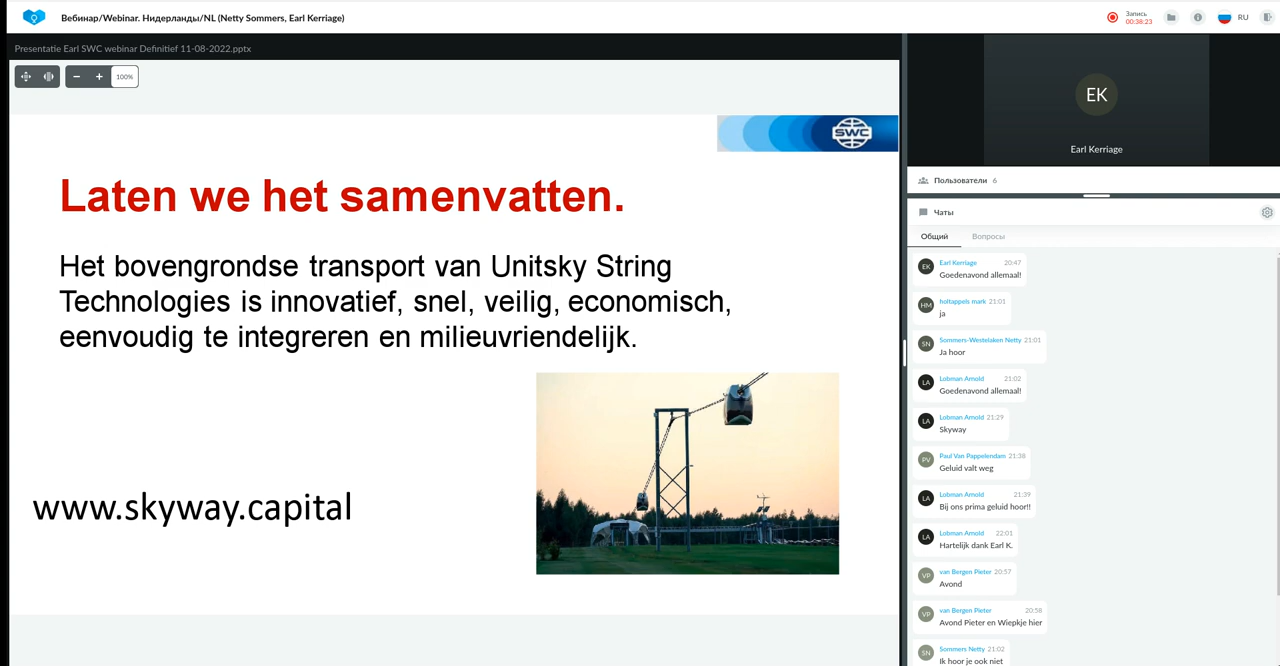 Вебинар/Webinar. Нидерланды/NL (Netty Sommers, Earl Kerriage)
Запись
00:38:23
RU
Presentatie Earl SWC webinar Definitief 11-08-2022.pptx
100%
SWC
Laten we het samenvatten.
Het bovengrondse transport van Unitsky String
Technologies is innovatief, snel, veilig, economisch,
eenvoudig te integreren en milieuvriendelijk.
www.skyway.capital
EK
Earl Kerriage
Пользователи 6
Чаты
Общий Вопросы
EK Earl Kerriage 20:47
Goedenavond allemaal!
HM holtappels mark 21:01
ja
SN Sommers-Westelaken Netty 21:01
Ja hoor
LA Lobman Arnold 21:02
Goedenavond allemaal!
LA Lobman Arnold 21:29
Skyway
PV Paul Van Pappelendam 21:38
Geluid valt weg
LA Lobman Arnold 21:39
Bij ons prima geluid hoor!!
LA Lobman Arnold 22:01
Hartelijk dank Earl K.
VP van Bergen Pieter 20:57
Avond
VP van Bergen Pieter 20:58
Avond Pieter en Wiepkje hier
SN Sommers Netty 21:02
Ik hoor je ook niet